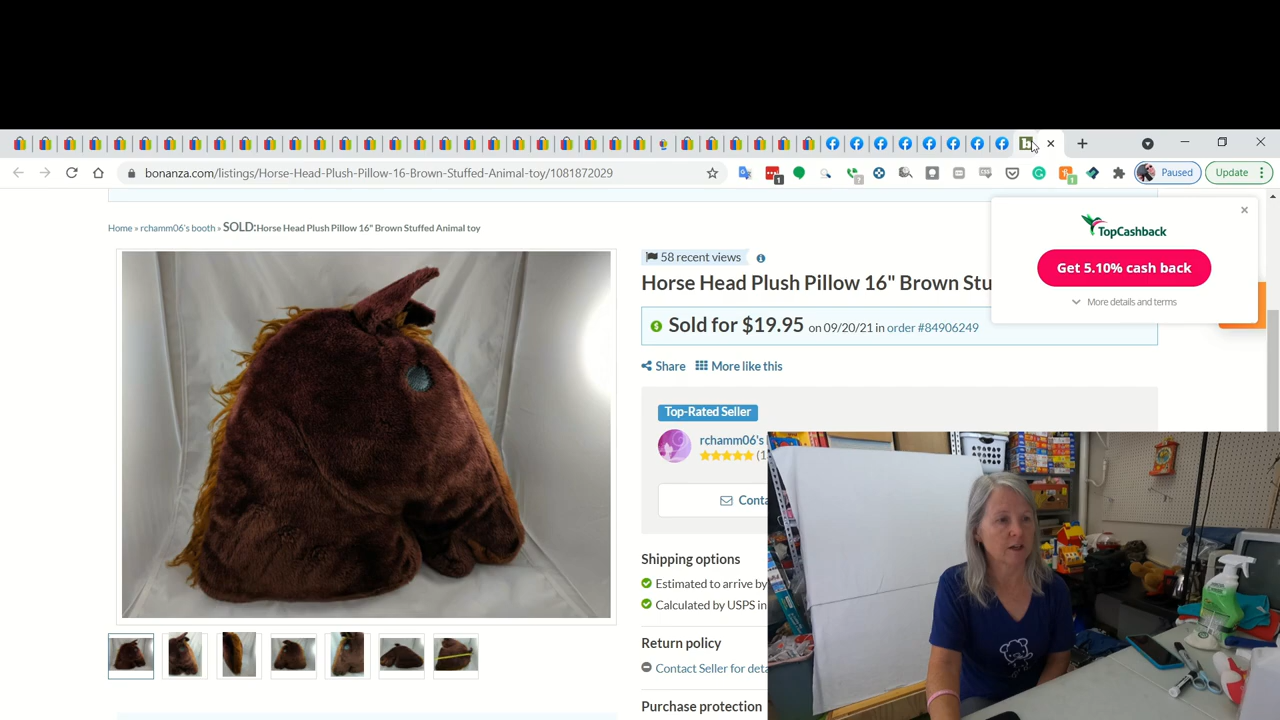 bonanza.com/listings/Horse-Head-Plush-Pillow-16-Brown-Stuffed-Animal-toy/1081872029
Paused
Update
TopCashback
Get 5.10% cash back
More details and terms
Home » rchamm06's booth » SOLD:Horse Head Plush Pillow 16" Brown Stuffed Animal toy
58 recent views
Horse Head Plush Pillow 16" Brown Stu
Sold for $19.95 on 09/20/21 in order #84906249
Share
More like this
Top-Rated Seller
rchamm06's
Conta
Shipping options
Estimated to arrive by
Calculated by USPS in
Return policy
Contact Seller for deta
Purchase protection